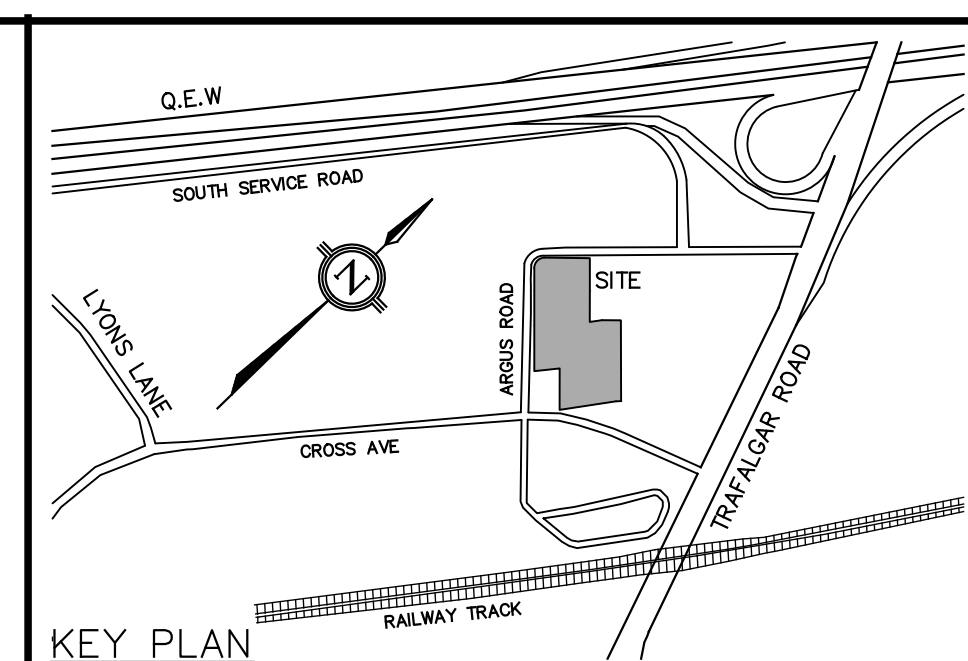 Q.E.W
SOUTH SERVICE ROAD
N
SITE
LYONS LANE
ARGUS ROAD
CROSS AVE
TRAFALGAR ROAD
RAILWAY TRACK
KEY PLAN